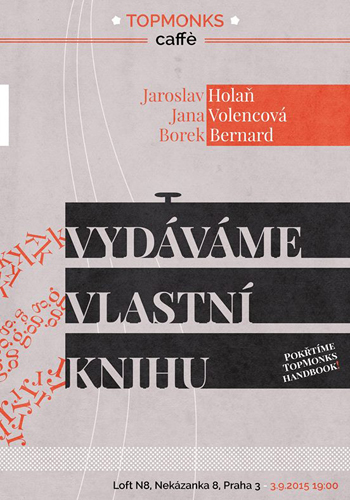 TOPMONKS
caffè
Jaroslav Holaň
Jana Volencová
Borek Bernard
VYDÁVÁME
VLASTNÍ
KNIHU
POKŘTÍME
TOPMONKS
HANDBOOK!
Loft N8, Nekázanka 8, Praha 3 - 3.9.2015 19:00